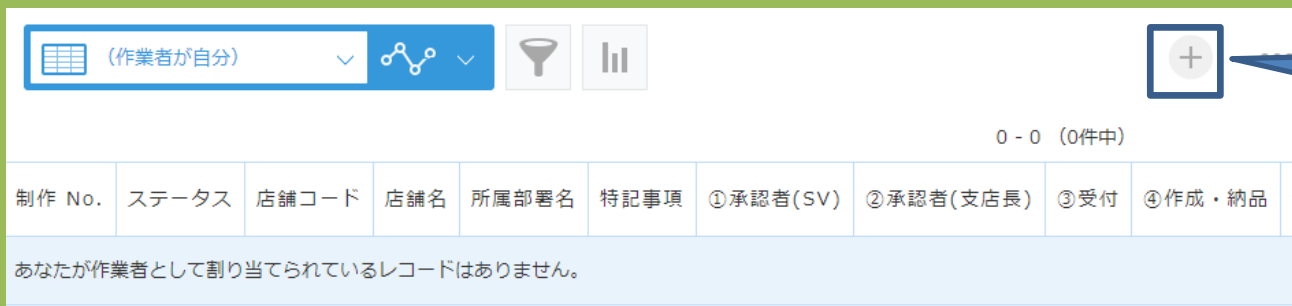 （作業者が自分）
0 - 0 （0件中）
制作 No. ステータス 店舗コード 店舗名 所属部署名 特記事項 ①承認者(SV) ②承認者(支店長) ③受付 ④作成・納品
あなたが作業者として割り当てられているレコードはありません。